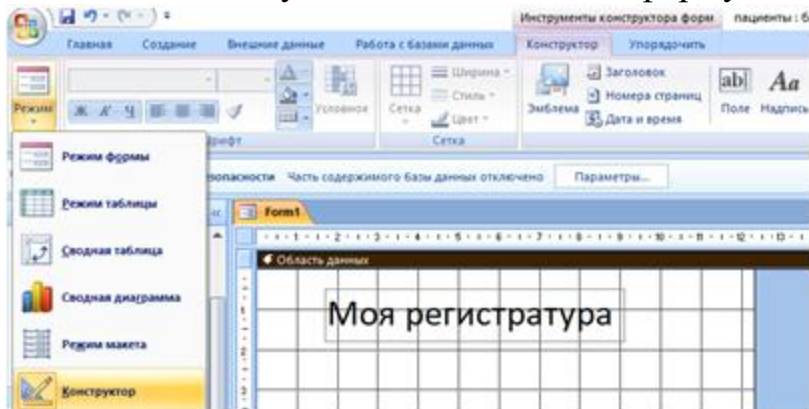 Инструменты конструктора форм пациенты : б
Главная Создание Внешние данные Работа с базами данных Конструктор Упорядочить
Режим
Ж К Ч
Условное
Сетка
Ширина
Стиль
Цвет
Эмблема
Заголовок
Номера страниц
Дата и время
ab| Поле
Aa Надпись
Сетка
Режим формы
Режим таблицы
Сводная таблица
Сводная диаграмма
Режим макета
Конструктор
Часть содержимого базы данных отключено Параметры...
Form1
Область данных
Моя регистратура